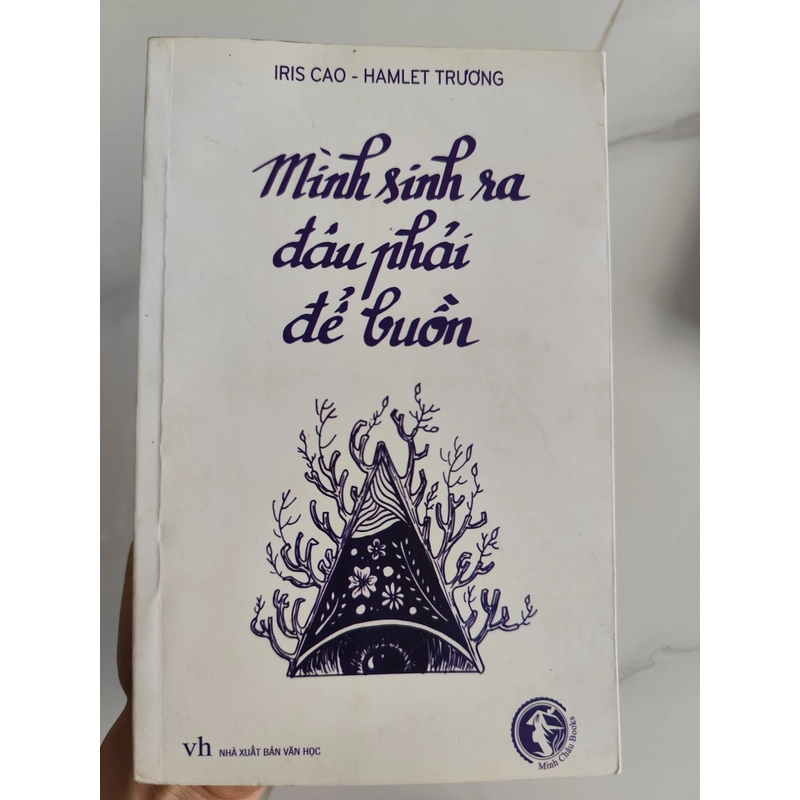 IRIS CAO - HAMLET TRƯƠNG
Mình sinh ra
đâu phải
để buồn
vh NHÀ XUẤT BẢN VĂN HỌC
Minh Châu Books